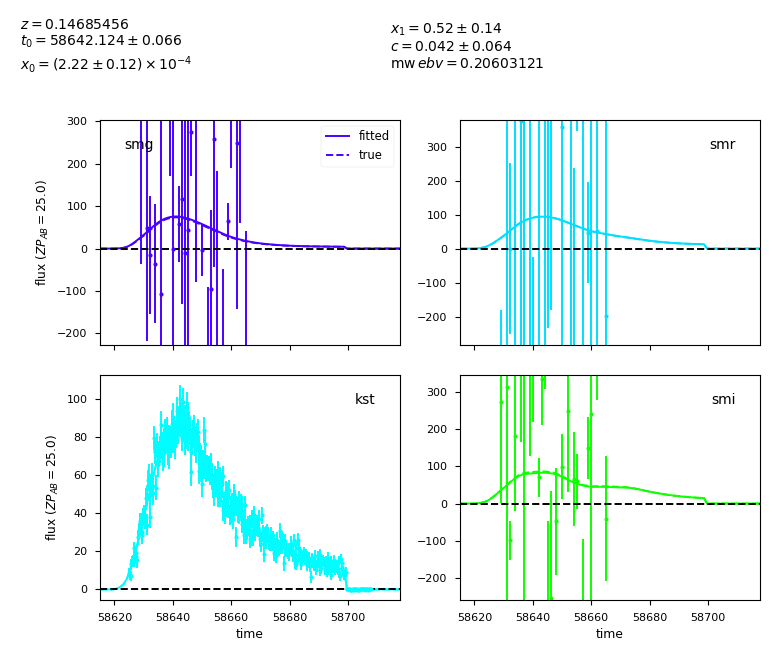 z = 0.14685456
t₀ = 58642.124 ± 0.066
x₀ = (2.22 ± 0.12) × 10⁻⁴
x₁ = 0.52 ± 0.14
c = 0.042 ± 0.064
mw ebv = 0.20603121
smg
fitted
true
300
200
100
0
−100
−200
flux (ZP_AB = 25.0)
smr
300
200
100
0
−100
−200
kst
100
80
60
40
20
0
flux (ZP_AB = 25.0)
58620 58640 58660 58680 58700
time
smi
300
200
100
0
−100
−200
58620 58640 58660 58680 58700
time